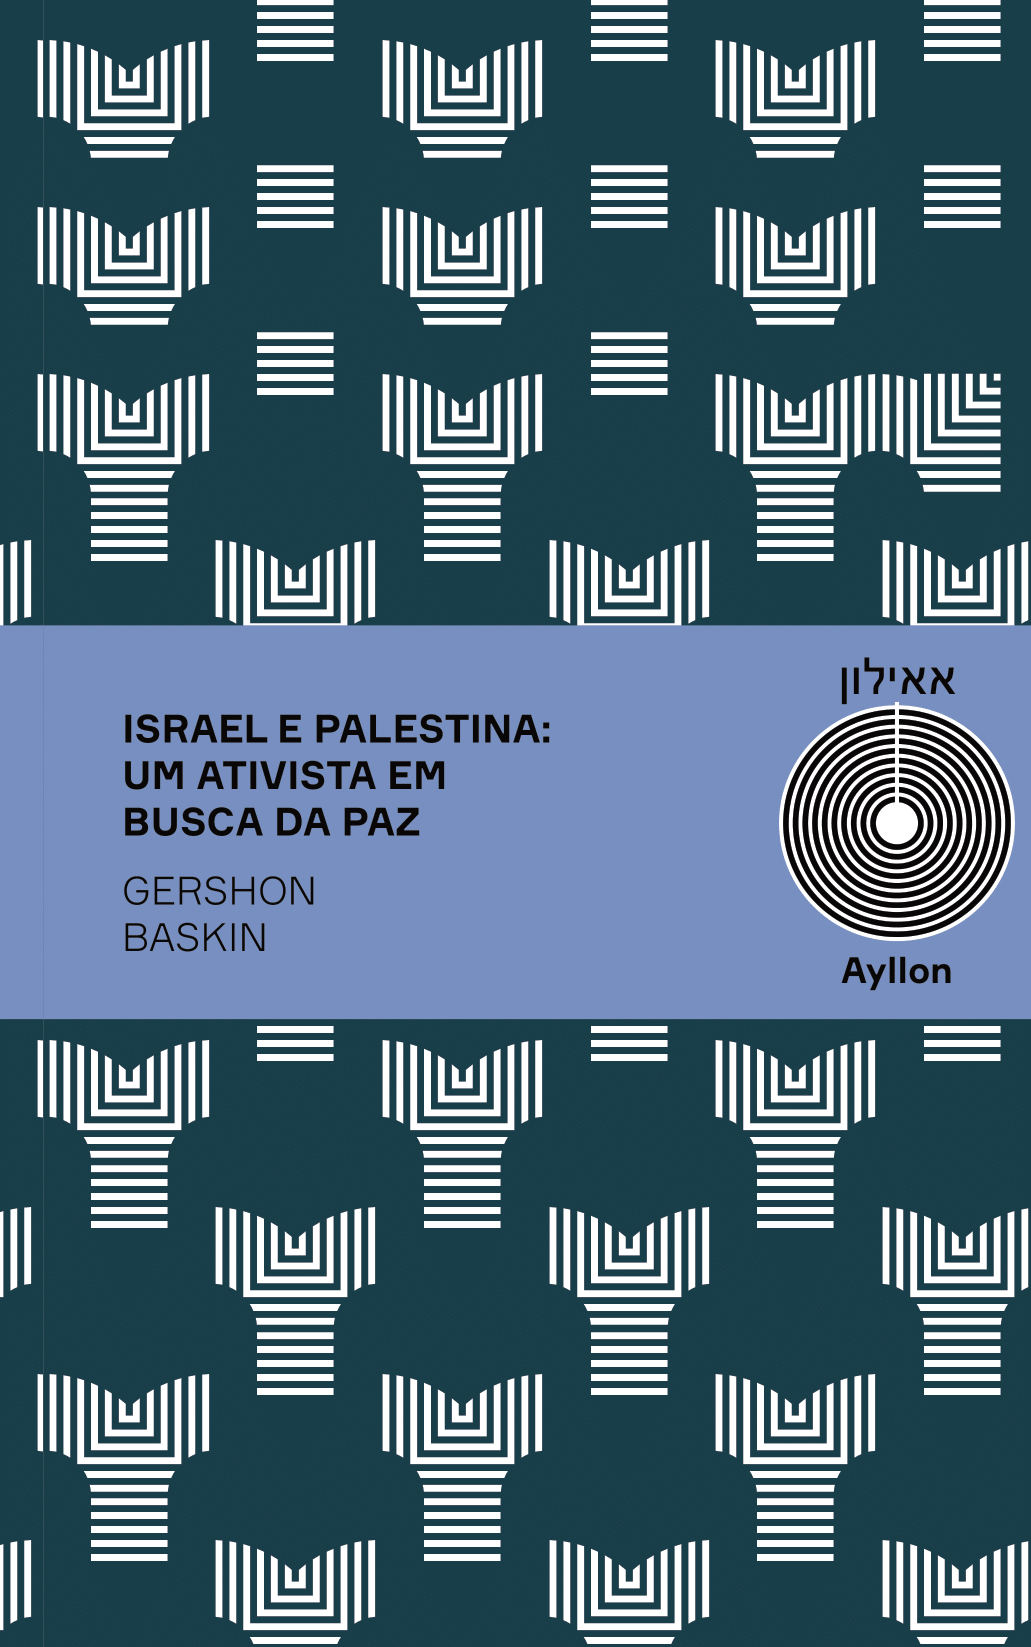 ISRAEL E PALESTINA:
UM ATIVISTA EM
BUSCA DA PAZ
GERSHON
BASKIN
אאילון
Ayllon